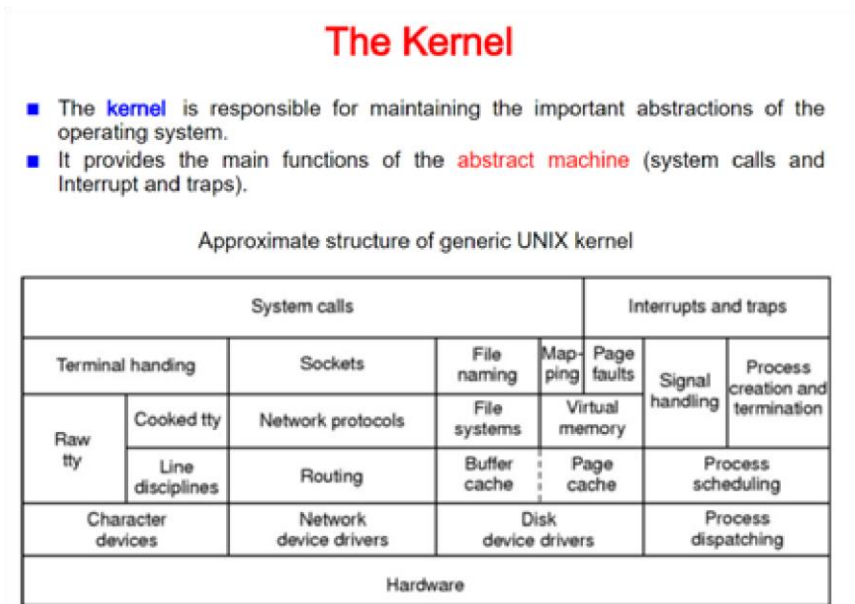 The Kernel
The kernel is responsible for maintaining the important abstractions of the
operating system.
It provides the main functions of the abstract machine (system calls and
Interrupt and traps).
Approximate structure of generic UNIX kernel
System calls
Interrupts and traps
Terminal handing
Sockets
File
naming
Map-
ping
Page
faults
Signal
handling
Process
creation and
termination
Raw
tty
Cooked tty
Network protocols
File
systems
Virtual
memory
Line
disciplines
Routing
Buffer
cache
Page
cache
Process
scheduling
Character
devices
Network
device drivers
Disk
device drivers
Process
dispatching
Hardware